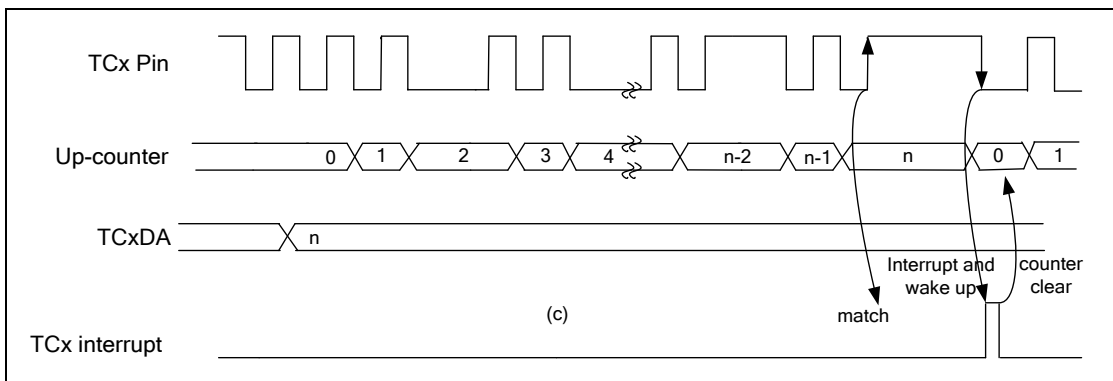 TCx Pin
Up-counter
0 1 2 3 4 n-2 n-1 n 0 1
TCxDA
n
Interrupt and
wake up
counter
clear
(c)
match
TCx interrupt